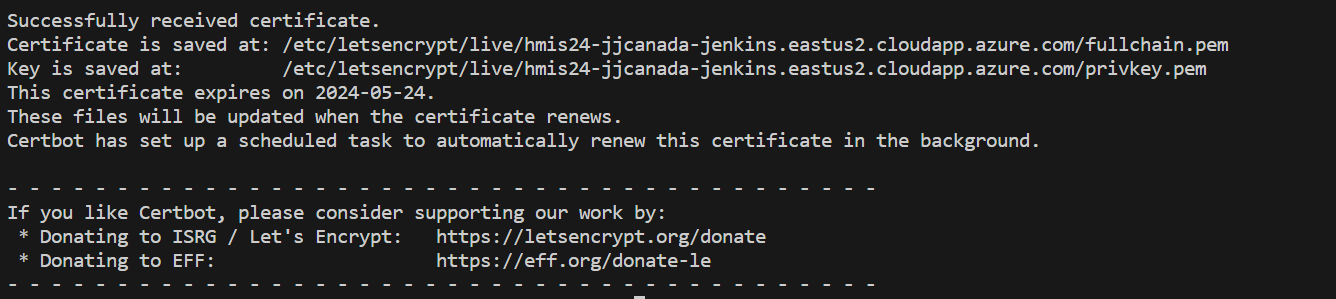 Successfully received certificate.
Certificate is saved at: /etc/letsencrypt/live/hmis24-jjcanada-jenkins.eastus2.cloudapp.azure.com/fullchain.pem
Key is saved at:         /etc/letsencrypt/live/hmis24-jjcanada-jenkins.eastus2.cloudapp.azure.com/privkey.pem
This certificate expires on 2024-05-24.
These files will be updated when the certificate renews.
Certbot has set up a scheduled task to automatically renew this certificate in the background.

- - - - - - - - - - - - - - - - - - - - - - - - - - - - - - - - - - - - - - - -
If you like Certbot, please consider supporting our work by:
 * Donating to ISRG / Let's Encrypt:   https://letsencrypt.org/donate
 * Donating to EFF:                    https://eff.org/donate-le
- - - - - - - - - - - - - - - - - - - - - - - - - - - - - - - - - - - - - - - -